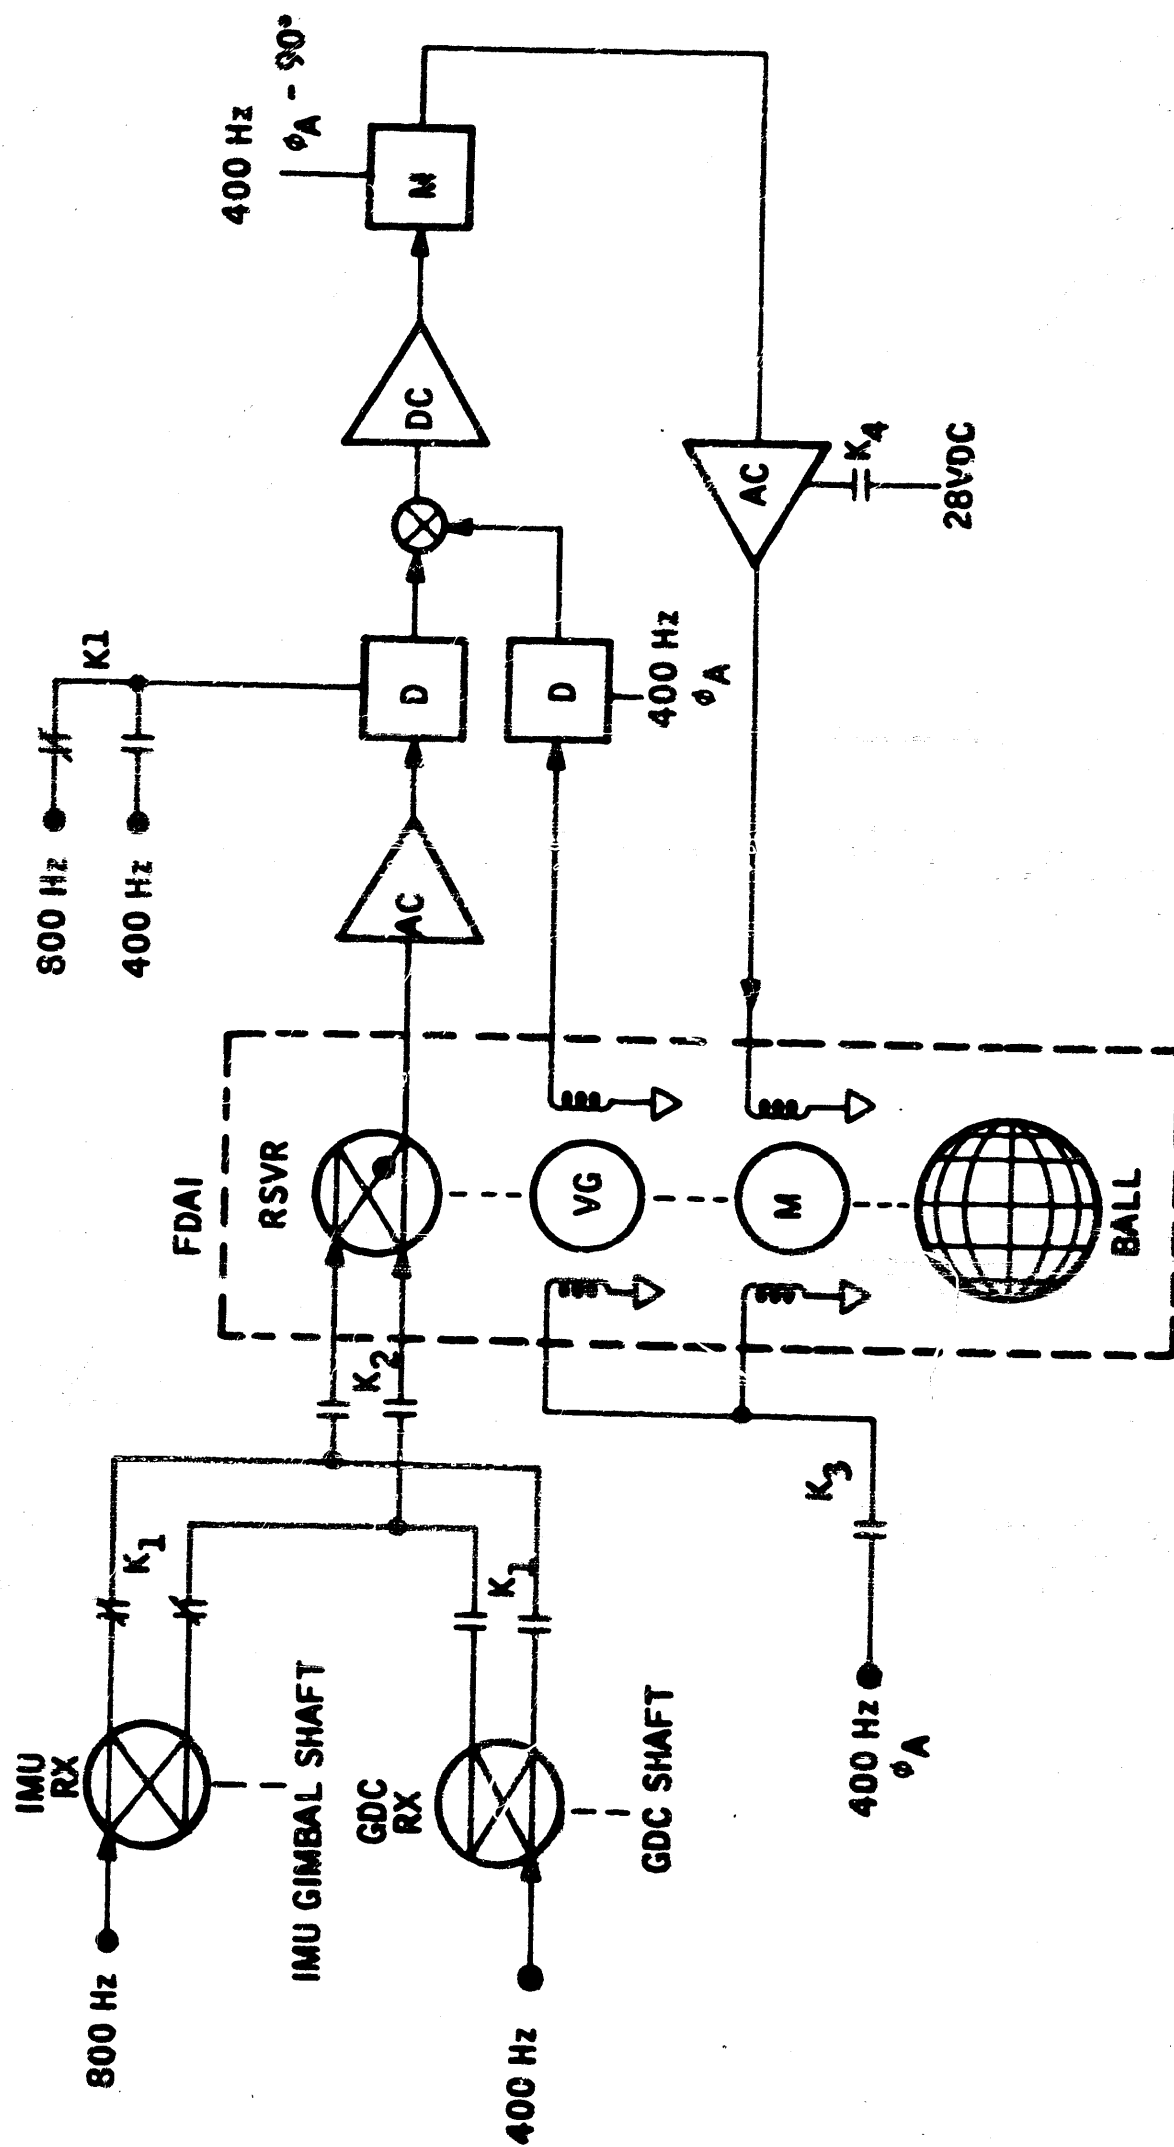 800 Hz
IMU
RX
IMU GIMBAL SHAFT
K1
400 Hz
GDC
RX
GDC SHAFT
K1
K2
400 Hz
φA
K3
FDAI
RSVR
VG
M
BALL
AC
800 Hz
400 Hz
K1
D
D
400 Hz
φA
DC
M
400 Hz
φA - 90°
AC
K4
28VDC